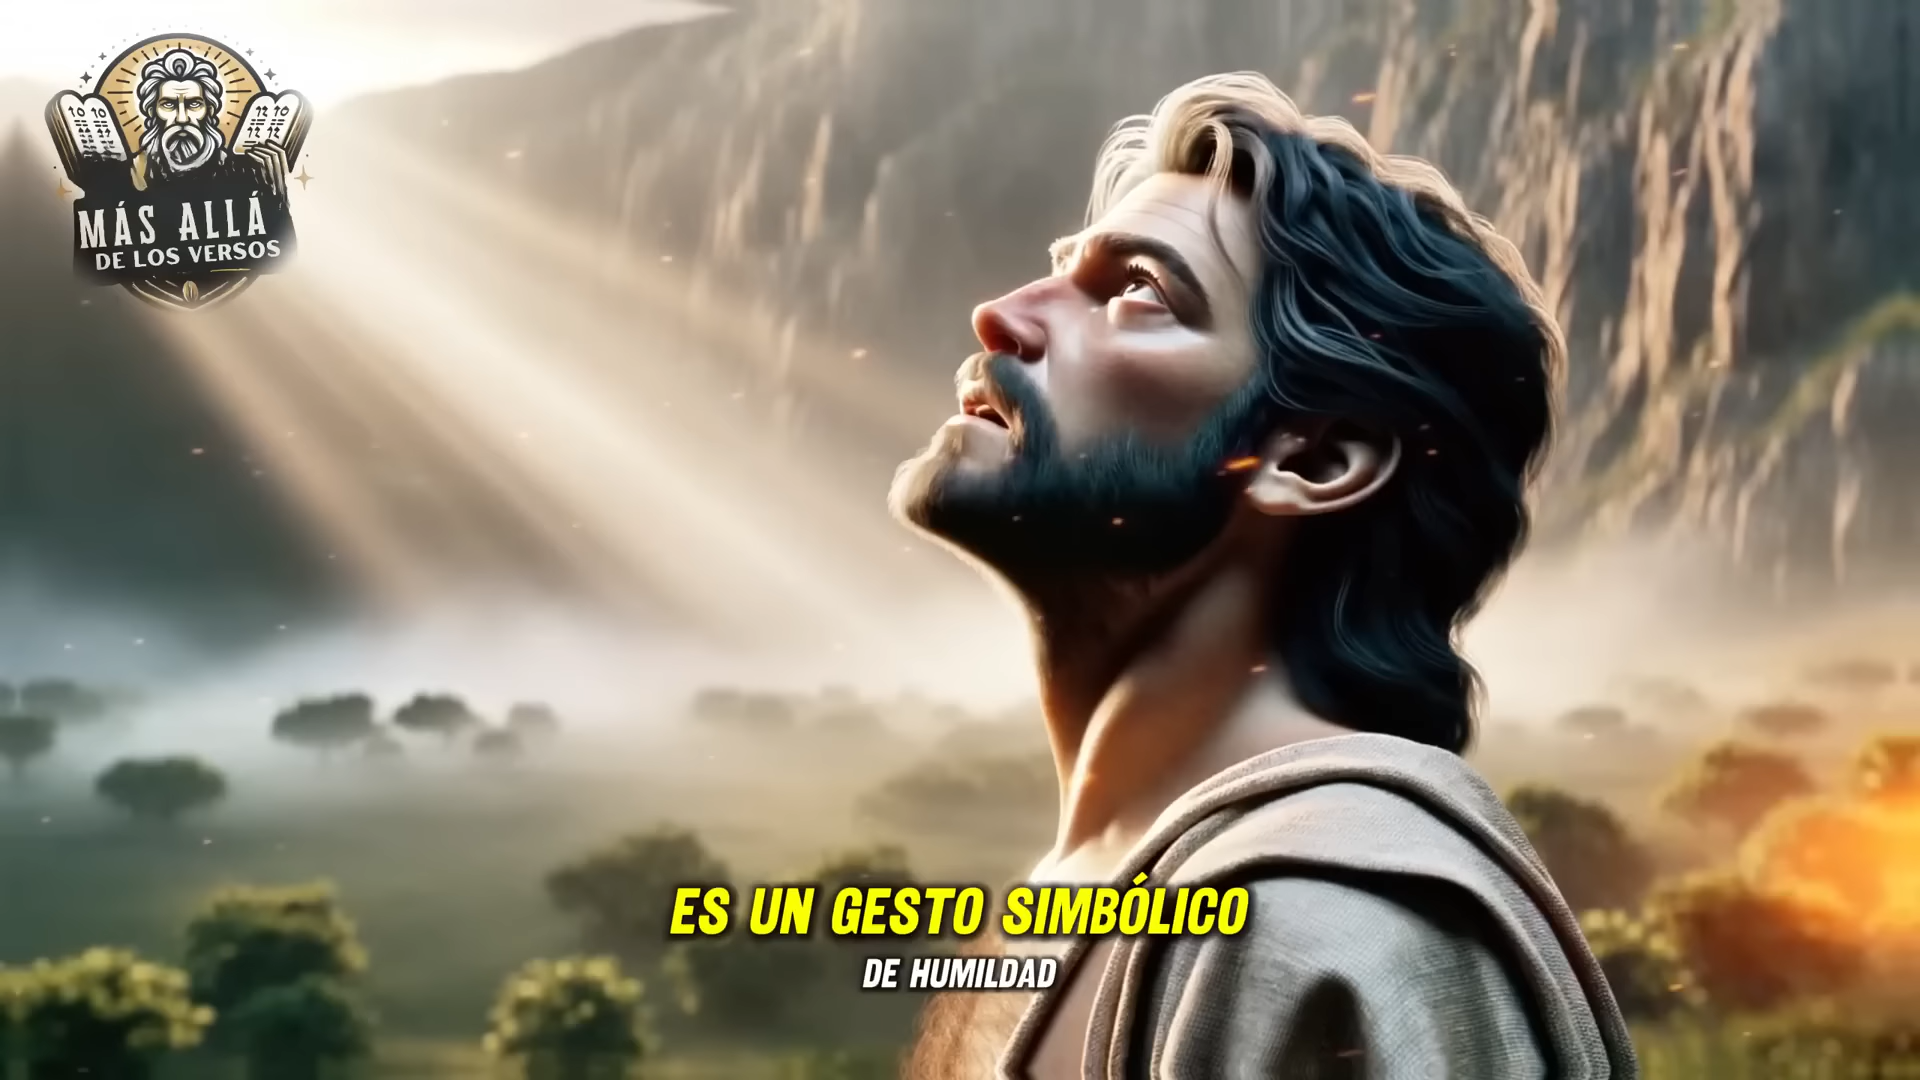 MÁS ALLÁ
DE LOS VERSOS
ES UN GESTO SIMBÓLICO
DE HUMILDAD